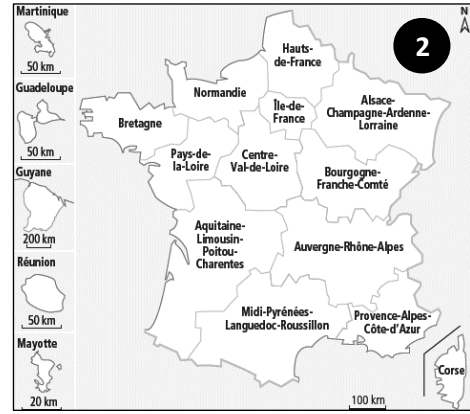 Martinique
50 km
Guadeloupe
50 km
Guyane
200 km
Réunion
50 km
Mayotte
20 km
N
2
Hauts-
de-France
Normandie
Île-de-
France
Alsace-
Champagne-Ardenne-
Lorraine
Bretagne
Pays-de-
la-Loire
Centre-
Val-de-Loire
Bourgogne-
Franche-Comté
Aquitaine-
Limousin-
Poitou-
Charentes
Auvergne-Rhône-Alpes
Midi-Pyrénées-
Languedoc-Roussillon
Provence-Alpes-
Côte-d'Azur
Corse
100 km